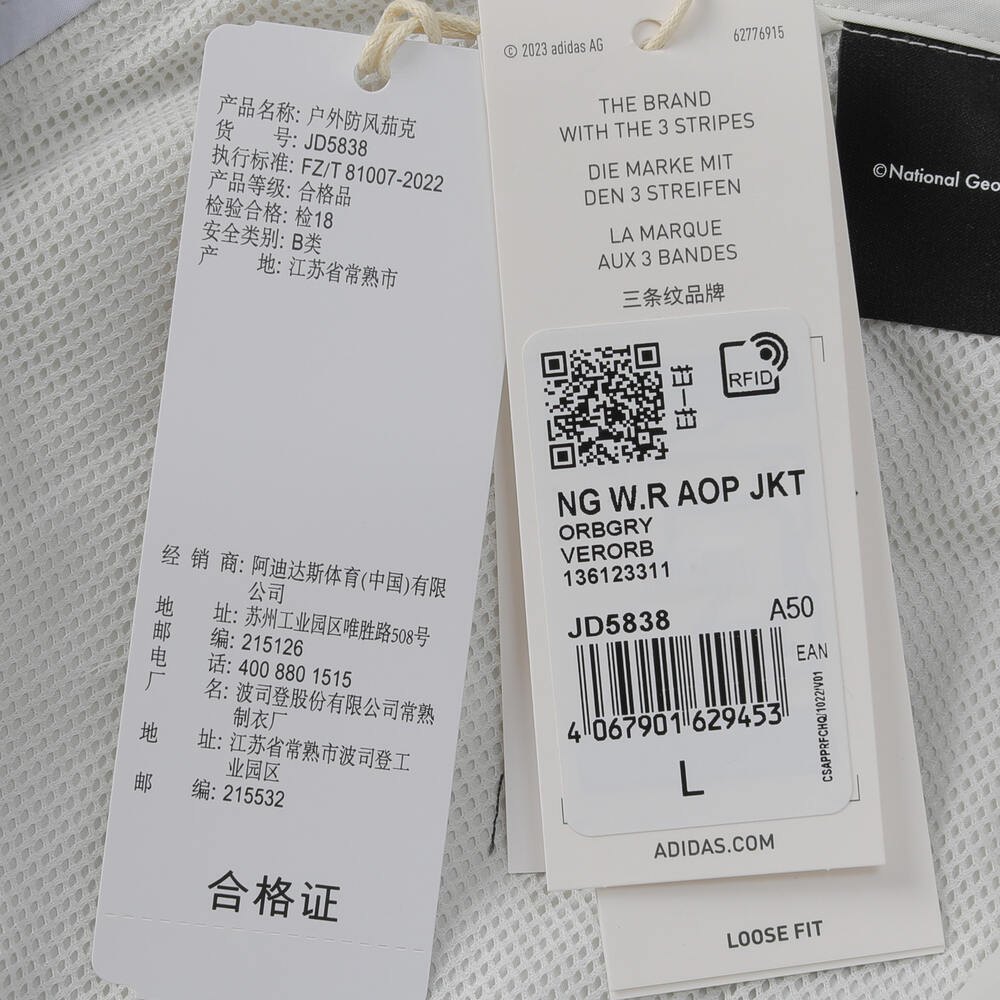 产品名称: 户外防风茄克
货 号: JD5838
执行标准: FZ/T 81007-2022
产品等级: 合格品
检验合格: 检18
安全类别: B类
产 地: 江苏省常熟市
经 销 商: 阿迪达斯体育(中国)有限
公司
地 址: 苏州工业园区唯胜路508号
邮 编: 215126
电 话: 400 880 1515
厂 名: 波司登股份有限公司常熟
制衣厂
地 址: 江苏省常熟市波司登工
业园区
邮 编: 215532
合格证
© 2023 adidas AG
62776915
THE BRAND
WITH THE 3 STRIPES
DIE MARKE MIT
DEN 3 STREIFEN
LA MARQUE
AUX 3 BANDES
三条纹品牌
RFID
NG W.R AOP JKT
ORBGRY
VERORB
136123311
JD5838
A50
EAN
4 067901 629453
CSAPPRFCHQ/1022/V01
L
ADIDAS.COM
LOOSE FIT
©National Geo